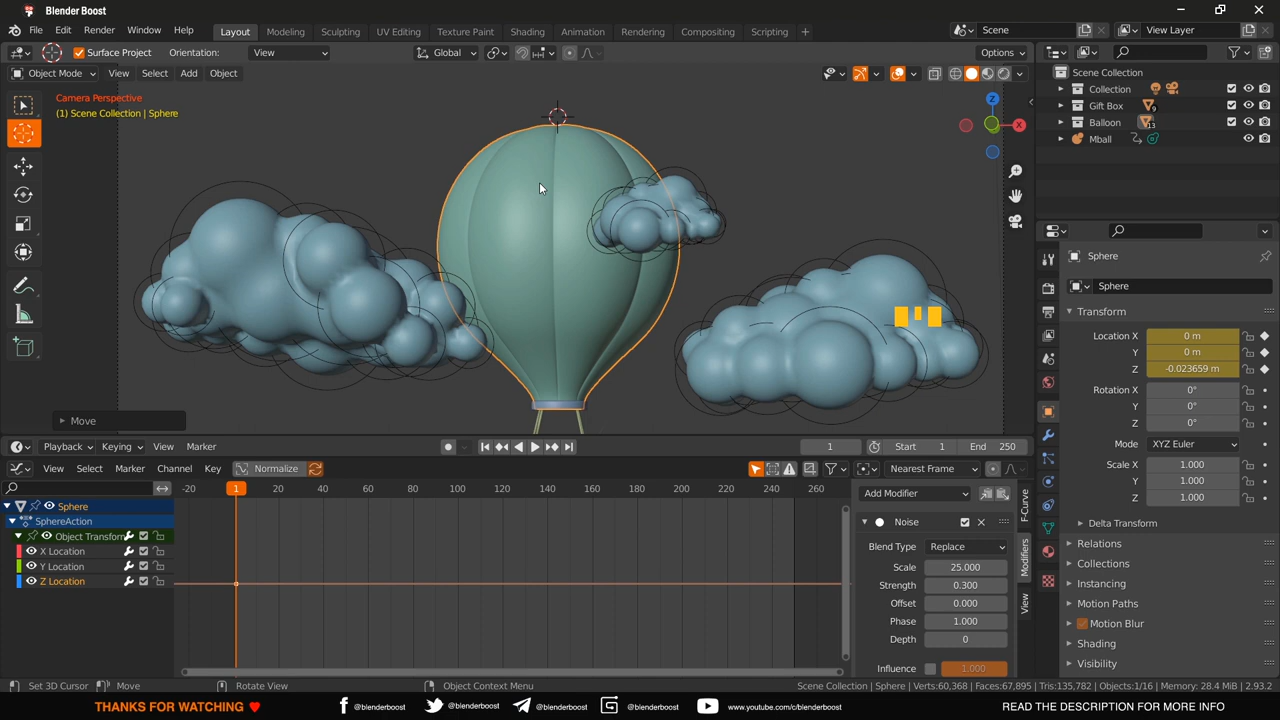 Blender Boost
File Edit Render Window Help Layout Modeling Sculpting UV Editing Texture Paint Shading Animation Rendering Compositing Scripting + Scene View Layer
Surface Project Orientation: View Global Options
Object Mode View Select Add Object
Camera Perspective
(1) Scene Collection | Sphere
Z
X
Move
Scene Collection
Collection
Gift Box
Balloon 13
Mball
Sphere
Sphere
Transform
Location X 0 m
Y 0 m
Z -0.023659 m
Rotation X 0°
Y 0°
Z 0°
Mode XYZ Euler
Scale X 1.000
Y 1.000
Z 1.000
Delta Transform
Relations
Collections
Instancing
Motion Paths
Motion Blur
Shading
Visibility
Playback Keying View Marker 1 Start 1 End 250
View Select Marker Channel Key Normalize Nearest Frame
-20 1 20 40 60 80 100 120 140 160 180 200 220 240 260
Sphere
SphereAction
Object Transform
X Location
Y Location
Z Location
Add Modifier
Noise
Blend Type Replace
Scale 25.000
Strength 0.300
Offset 0.000
Phase 1.000
Depth 0
Influence 1.000
F-Curve
Modifiers
View
Set 3D Cursor Move Rotate View Object Context Menu Scene Collection | Sphere | Verts:60,368 | Faces:67,895 | Tris:135,782 | Objects:1/16 | Memory: 28.4 MiB | 2.93.2
THANKS FOR WATCHING @blenderboost @blenderboost @blenderboost @blenderboost www.youtube.com/c/blenderboost READ THE DESCRIPTION FOR MORE INFO